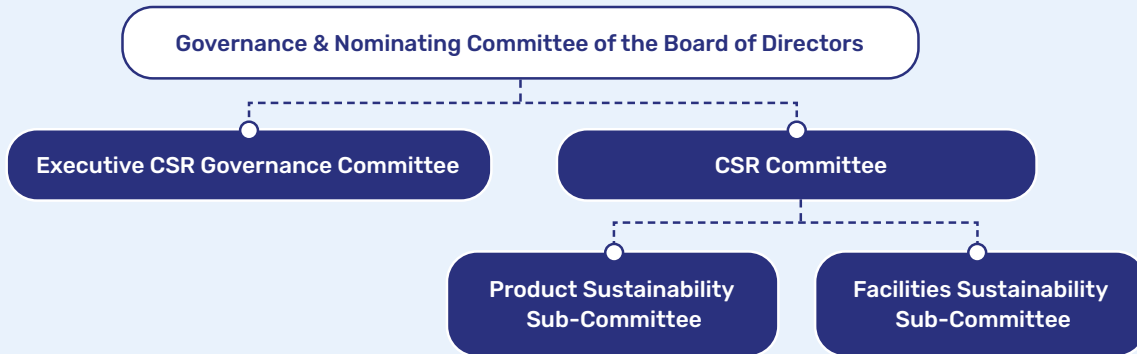 Governance & Nominating Committee of the Board of Directors
Executive CSR Governance Committee
CSR Committee
Product Sustainability
Sub-Committee
Facilities Sustainability
Sub-Committee